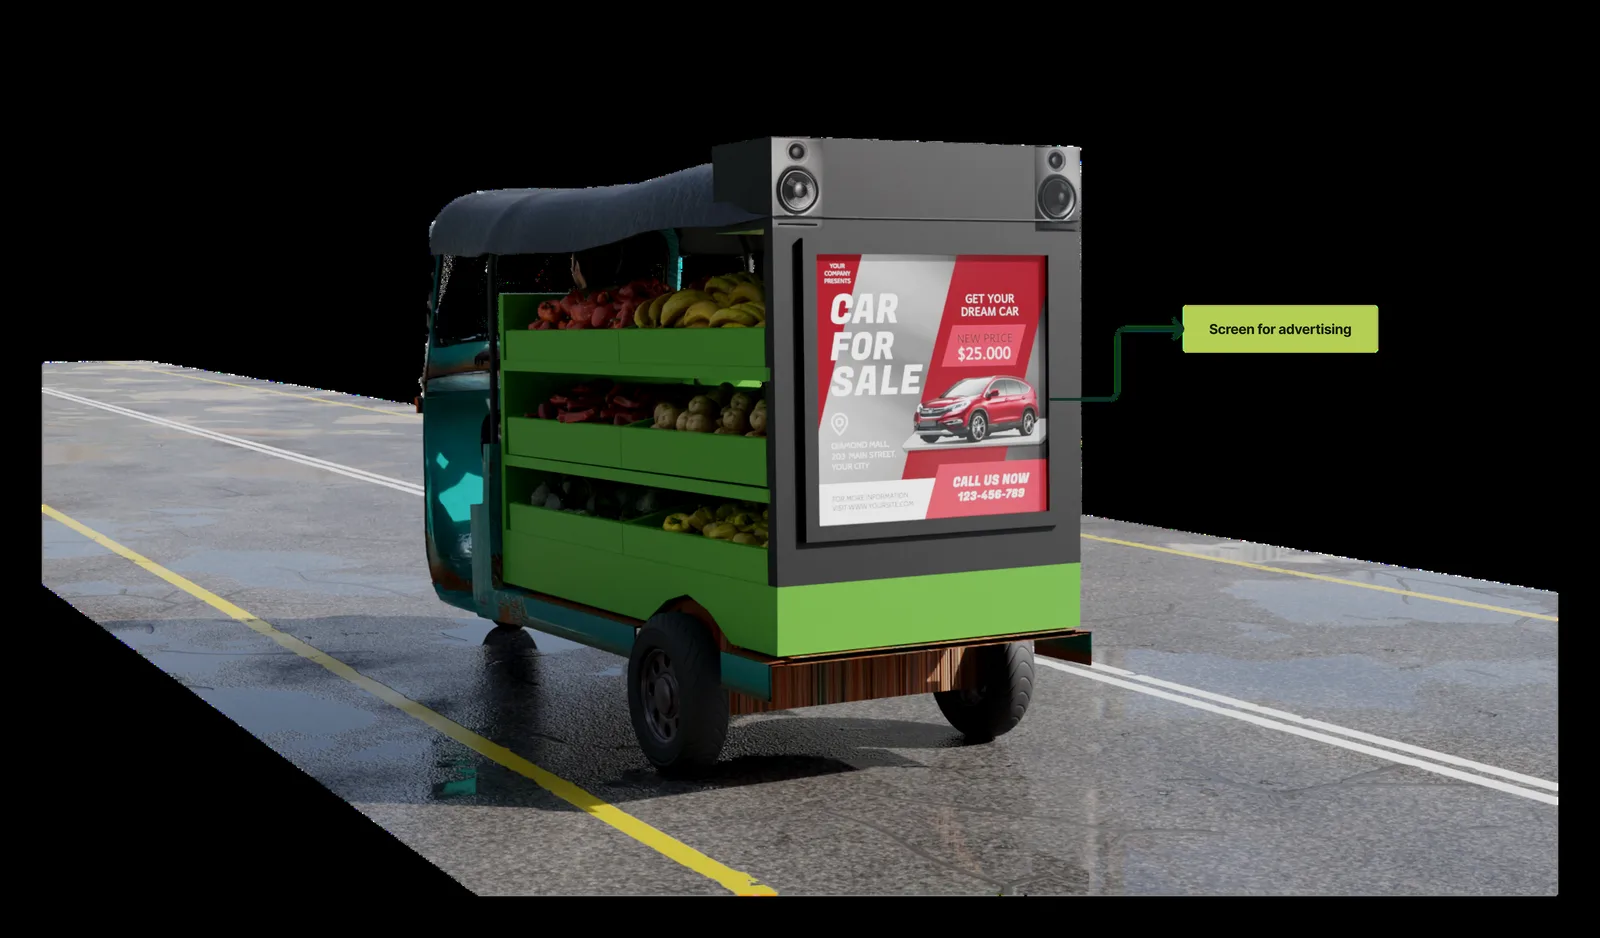 YOUR
COMPANY
PRESENTS
CAR
FOR
SALE
GET YOUR
DREAM CAR
NEW PRICE
$25.000
DIAMOND MALL,
203 MAIN STREET,
YOUR CITY
FOR MORE INFORMATION,
VISIT WWW.YOURSITE.COM
CALL US NOW
123-456-789
Screen for advertising